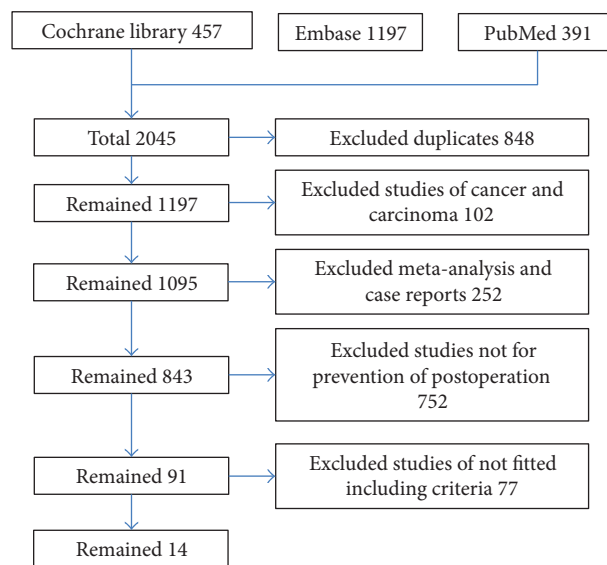 Cochrane library 457
Embase 1197
PubMed 391
Total 2045
Excluded duplicates 848
Remained 1197
Excluded studies of cancer and
carcinoma 102
Remained 1095
Excluded meta-analysis and
case reports 252
Remained 843
Excluded studies not for
prevention of postoperation
752
Remained 91
Excluded studies of not fitted
including criteria 77
Remained 14